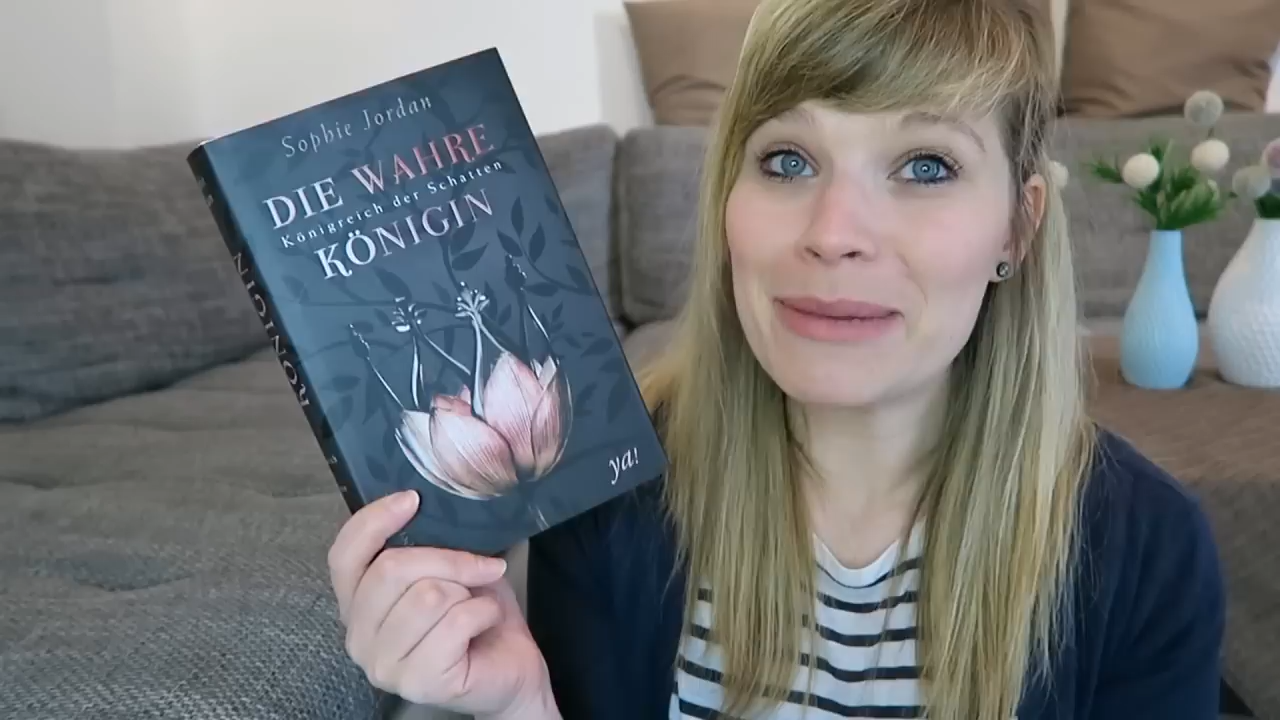 Sophie Jordan
DIE WAHRE
Königreich der Schatten
KÖNIGIN
ya!
KÖNIGIN